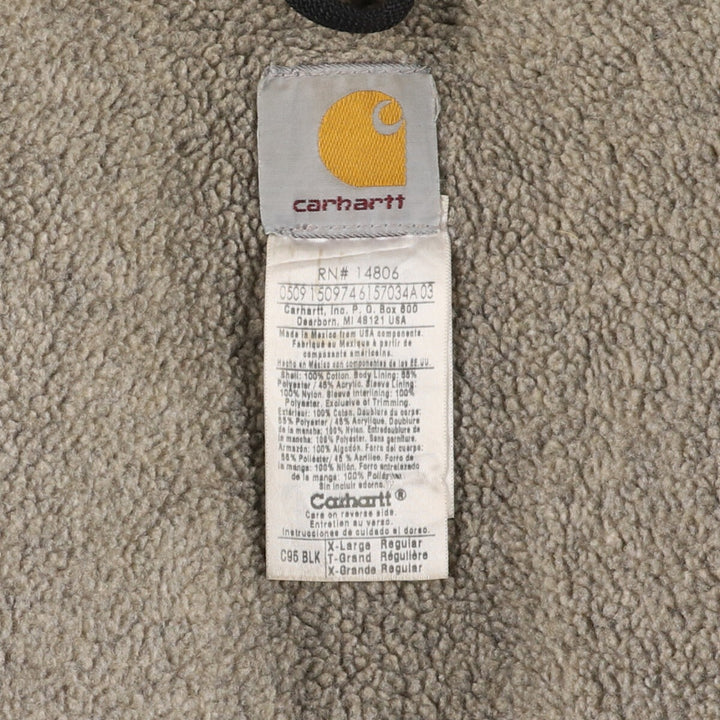 carhartt
RN# 14806
0509150974615703​4A 03
Carhartt, Inc. P. O. Box 600
Dearborn, MI 48121 USA
Made in Mexico from USA components.
Fabriqué au Mexique à partir de
composants américains.
Hecho en México con componentes de los EE.UU.
Shell: 100% Cotton. Body Lining: 55%
Polyester / 45% Acrylic. Sleeve Lining:
100% Nylon. Sleeve interlining: 100%
Polyester. Exclusive of Trimming.
Extérieur: 100% Coton. Doublure du corps:
55% Polyester / 45% Acrylique. Doublure
de la manche: 100% Nylon. Entredoublure de
la manche: 100% Polyester. Sans garniture.
Armazón: 100% Algodón. Forro del cuerpo:
55% Poliéster/ 45 % Acrílico. Forro de
la manga: 100% Nilón. Forro entrelazado
de la manga: 100% Poliéster
Sin incluir adorno.
Carhartt®
Care on reverse side.
Entretien au verso.
Instrucciones de cuidado al dorso.
C95 BLK
X-Large Regular
T-Grand Régulière
X-Grande Regular